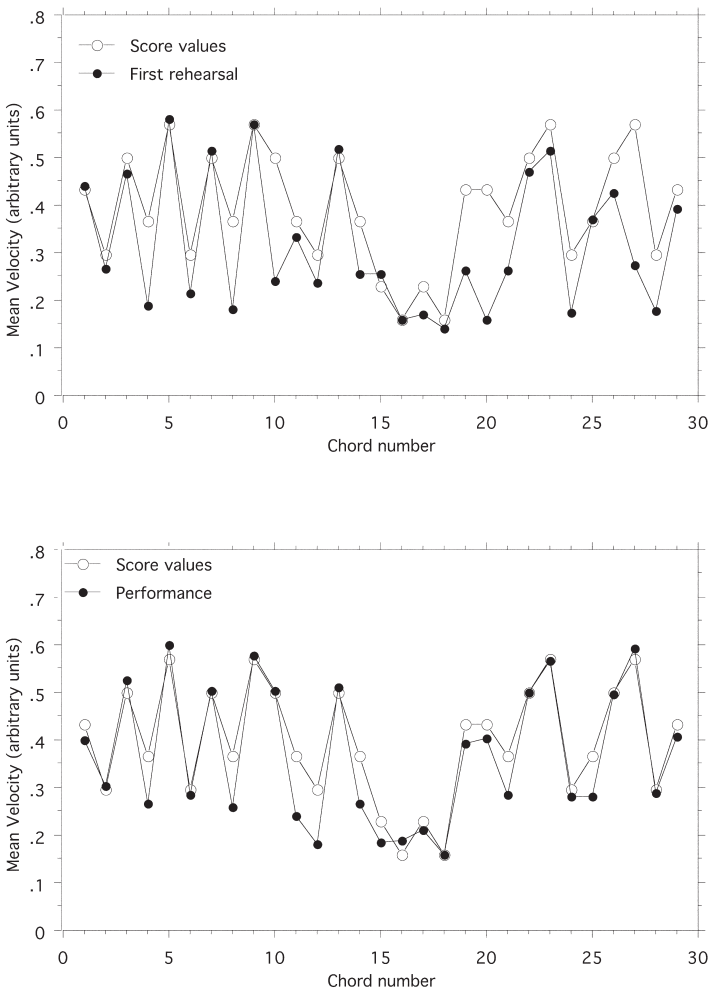 .8
Score values
First rehearsal
.7
.6
.5
.4
.3
.2
.1
0
Mean Velocity (arbitrary units)
0 5 10 15 20 25 30
Chord number
.8
Score values
Performance
.7
.6
.5
.4
.3
.2
.1
0
Mean Velocity (arbitrary units)
0 5 10 15 20 25 30
Chord number